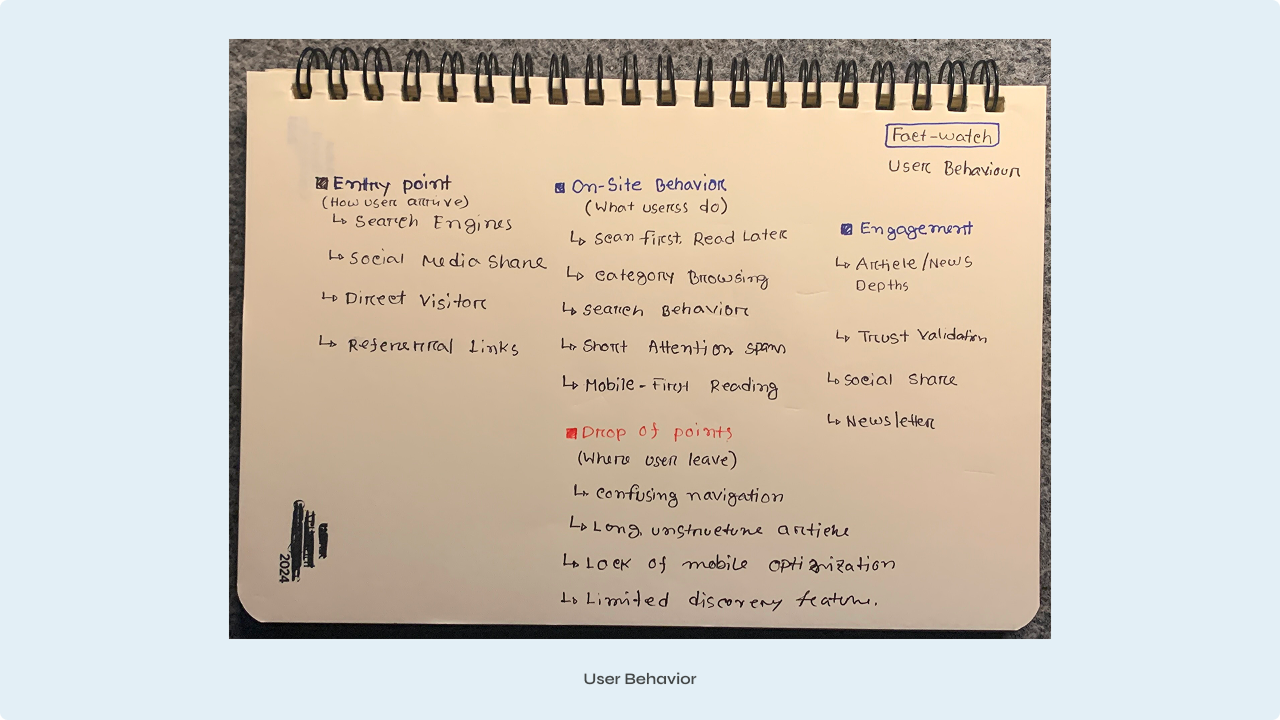 Fact-watch
User Behaviour
Entry point
(How user arrive)
↳ Search Engines
↳ Social Media Share
↳ Direct Visitor
↳ Refererral Links
On-Site Behavior
(What userss do)
↳ Scan first, Read Later
↳ Category Browsing
↳ Search Behavior
↳ Short Attention span
↳ Mobile-First Reading
Drop of points
(Where user leave)
↳ Confusing navigation
↳ Long, unstructure article
↳ Lack of mobile optimization
↳ Limited discovery feature.
Engagement
↳ Article/News
Depths
↳ Trust Validation
↳ Social Share
↳ Newsletter
2024
User Behavior